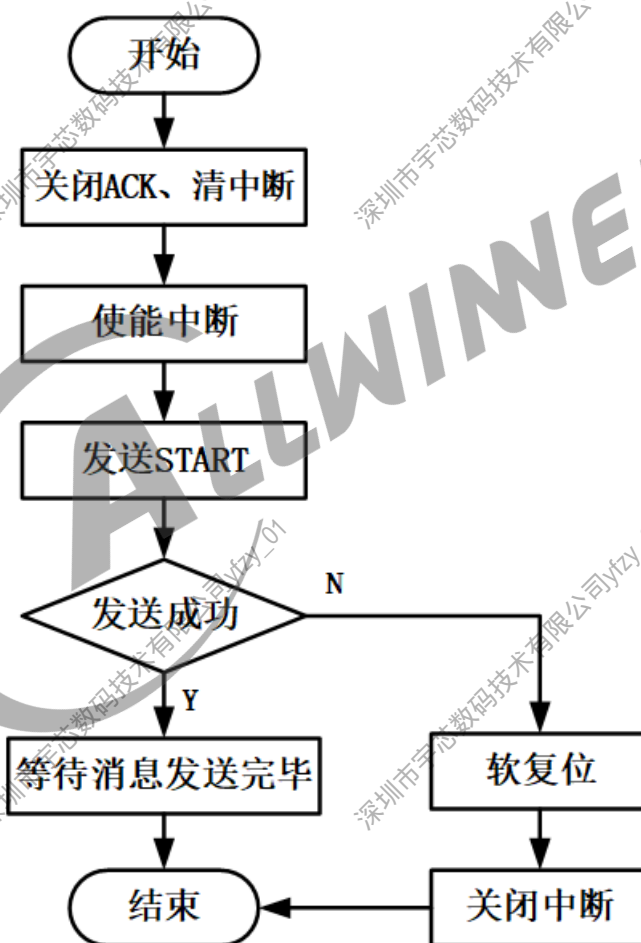 开始
关闭ACK、清中断
使能中断
发送START
发送成功
N
Y
等待消息发送完毕
软复位
关闭中断
结束
ALLWINNE
深圳市宇芯数码技术有限公
深圳市宇芯数码技术有限公
深圳市宇芯数码技术有限公司yfzy_01
深圳市宇芯数码技术有限公司yfzy